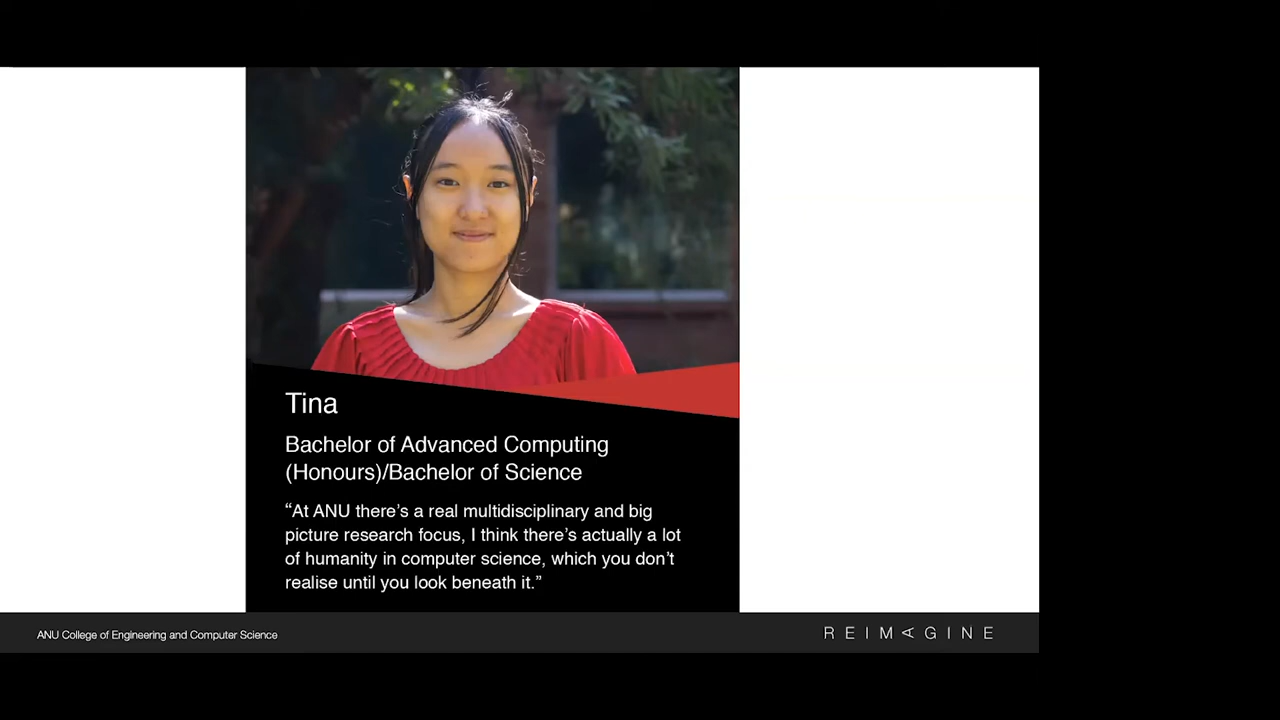 Tina
Bachelor of Advanced Computing
(Honours)/Bachelor of Science
“At ANU there’s a real multidisciplinary and big
picture research focus, I think there’s actually a lot
of humanity in computer science, which you don’t
realise until you look beneath it.”
ANU College of Engineering and Computer Science
REIMAGINE